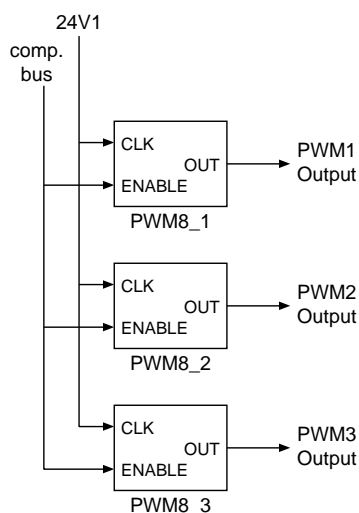 24V1
comp.
bus
CLK
OUT
ENABLE
PWM8_1
PWM1
Output
CLK
OUT
ENABLE
PWM8_2
PWM2
Output
CLK
OUT
ENABLE
PWM8_3
PWM3
Output